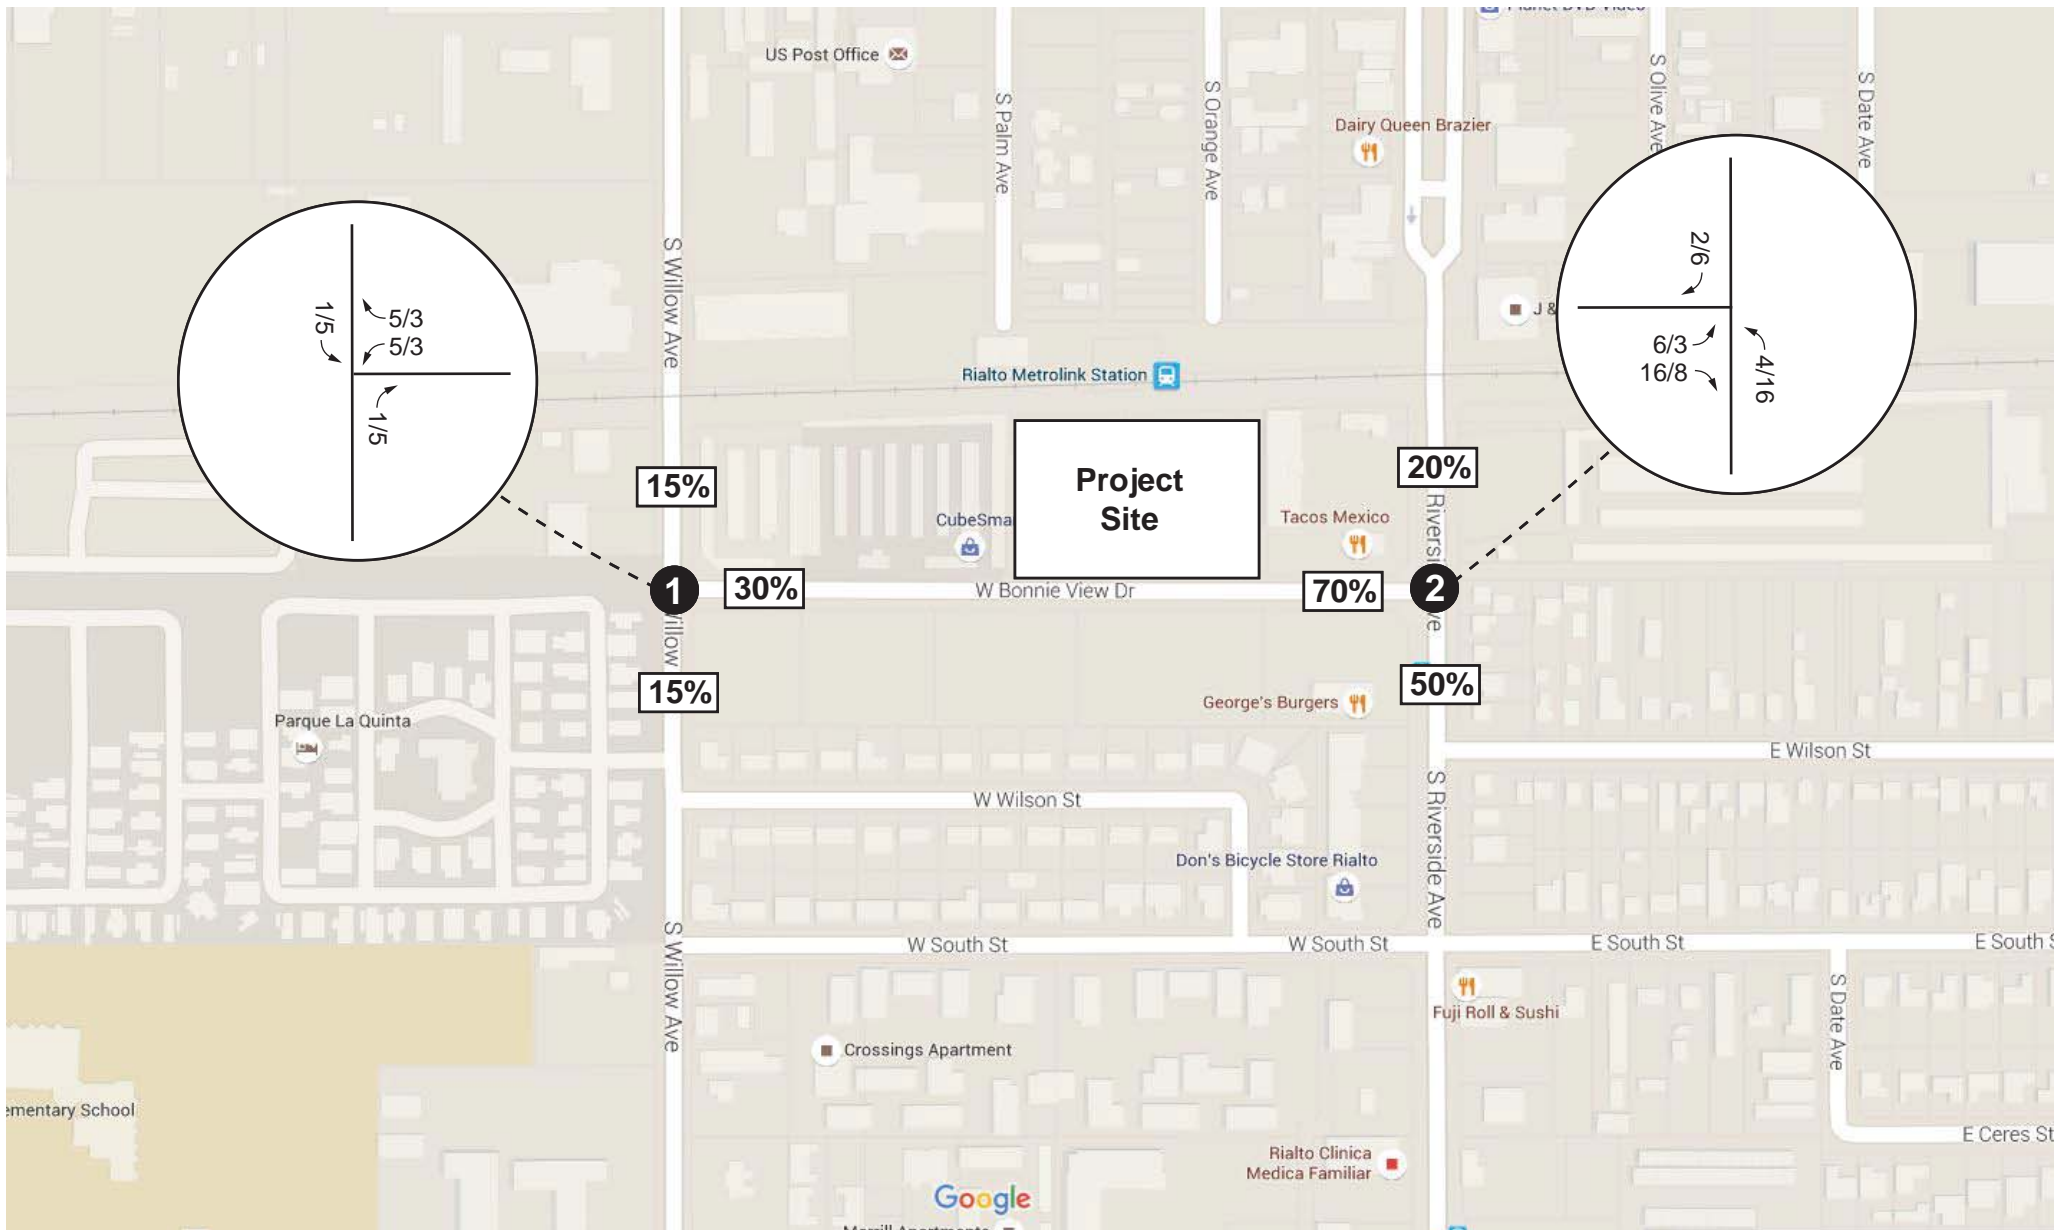 US Post Office
S Palm Ave
S Orange Ave
Dairy Queen Brazier
S Olive Ave
S Date Ave
S Willow Ave
1/5
5/3
5/3
1/5
2/6
6/3
16/8
4/16
J &
Rialto Metrolink Station
15%
Project
Site
20%
CubeSma
Tacos Mexico
Riversi
1
30%
W Bonnie View Dr
70%
2
ve
illow
15%
50%
Parque La Quinta
George's Burgers
E Wilson St
W Wilson St
S Riverside Ave
Don's Bicycle Store Rialto
S Willow Ave
W South St
W South St
E South St
E South S
Fuji Roll & Sushi
S Date Ave
Crossings Apartment
ementary School
E Ceres St
Rialto Clinica
Medica Familiar
Google